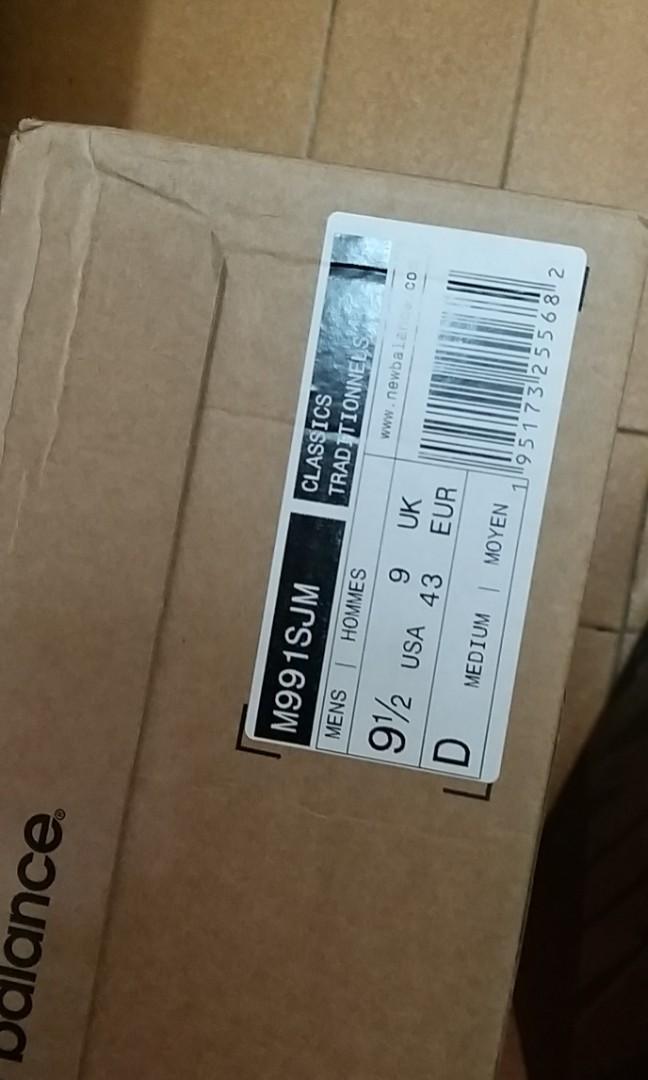 M991SJM
CLASSICS
TRADITIONNELS
MENS | HOMMES
www.newbalance.co
9½ USA 9 UK
43 EUR
D MEDIUM | MOYEN
1 95173 25568 2
balance®